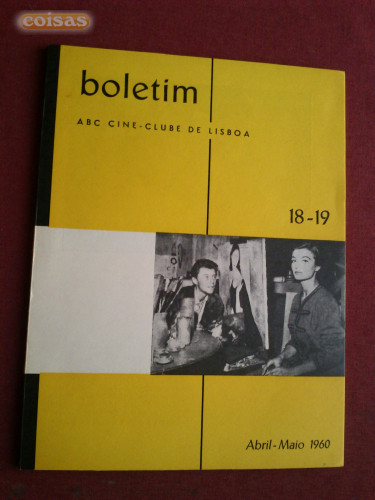 coisas
boletim
ABC CINE-CLUBE DE LISBOA
18-19
Abril-Maio 1960